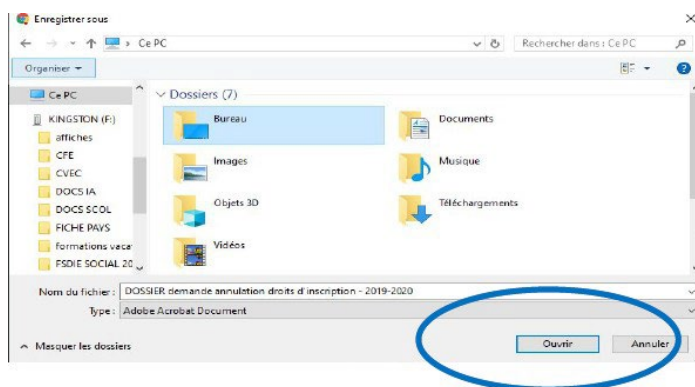 Enregistrer sous
Ce PC
Rechercher dans : Ce PC
Organiser
Ce PC
Dossiers (7)
KINGSTON (F:)
affiches
CFE
CVEC
DOCS IA
DOCS SCOL
FICHE PAYS
formations vaca
FSDIE SOCIAL 20
Bureau
Documents
Images
Musique
Objets 3D
Téléchargements
Vidéos
Nom du fichier : DOSSIER demande annulation droits d'inscription - 2019-2020
Type : Adobe Acrobat Document
Masquer les dossiers
Ouvrir
Annuler